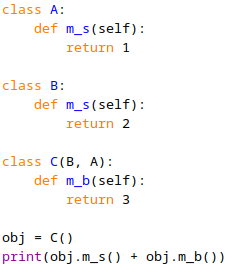 class A:
    def m_s(self):
        return 1

class B:
    def m_s(self):
        return 2

class C(B, A):
    def m_b(self):
        return 3

obj = C()
print(obj.m_s() + obj.m_b())